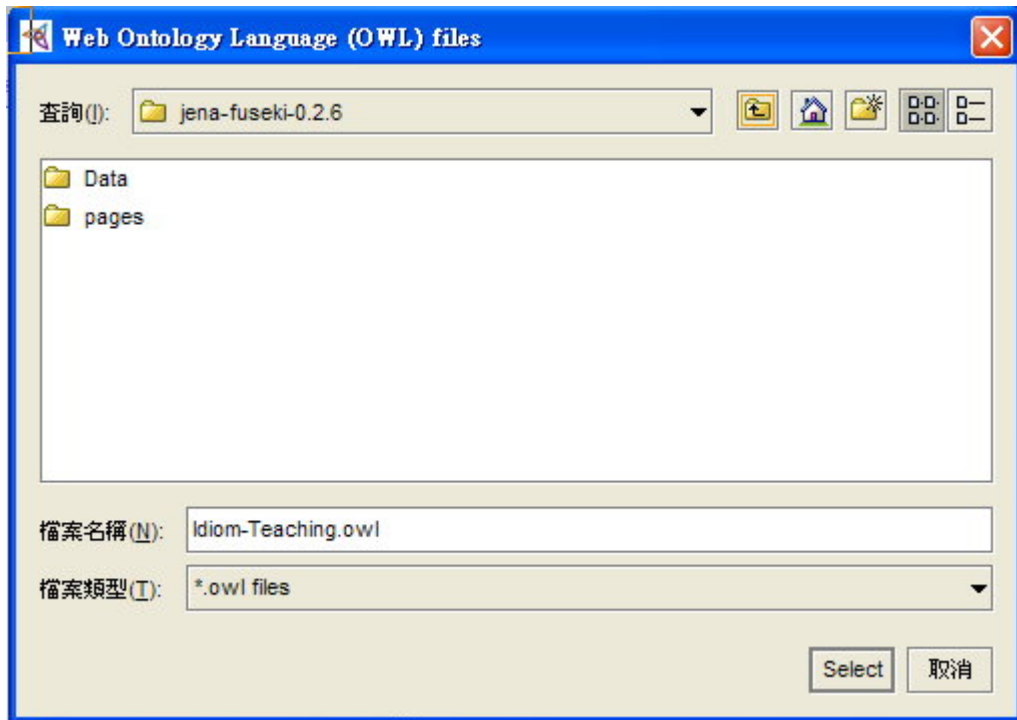 Web Ontology Language (OWL) files
查詢(I): jena-fuseki-0.2.6
Data
pages
檔案名稱(N): Idiom-Teaching.owl
檔案類型(T): *.owl files
Select 取消